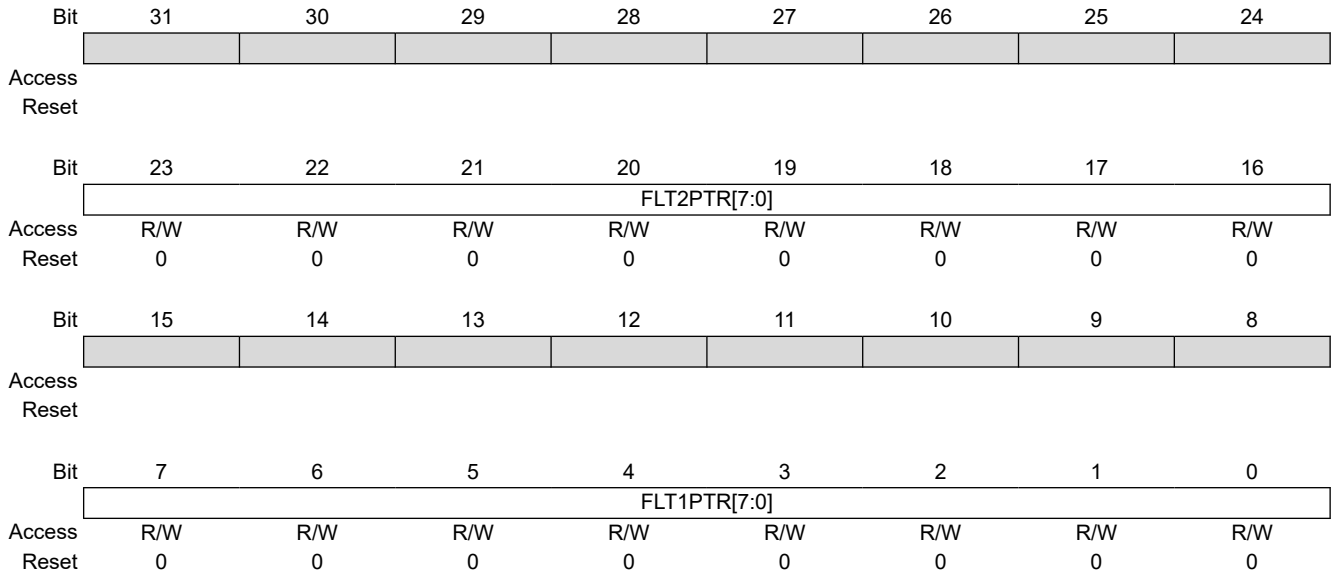 Bit 31 30 29 28 27 26 25 24
Access
Reset
Bit 23 22 21 20 19 18 17 16
FLT2PTR[7:0]
Access R/W R/W R/W R/W R/W R/W R/W R/W
Reset 0 0 0 0 0 0 0 0
Bit 15 14 13 12 11 10 9 8
Access
Reset
Bit 7 6 5 4 3 2 1 0
FLT1PTR[7:0]
Access R/W R/W R/W R/W R/W R/W R/W R/W
Reset 0 0 0 0 0 0 0 0